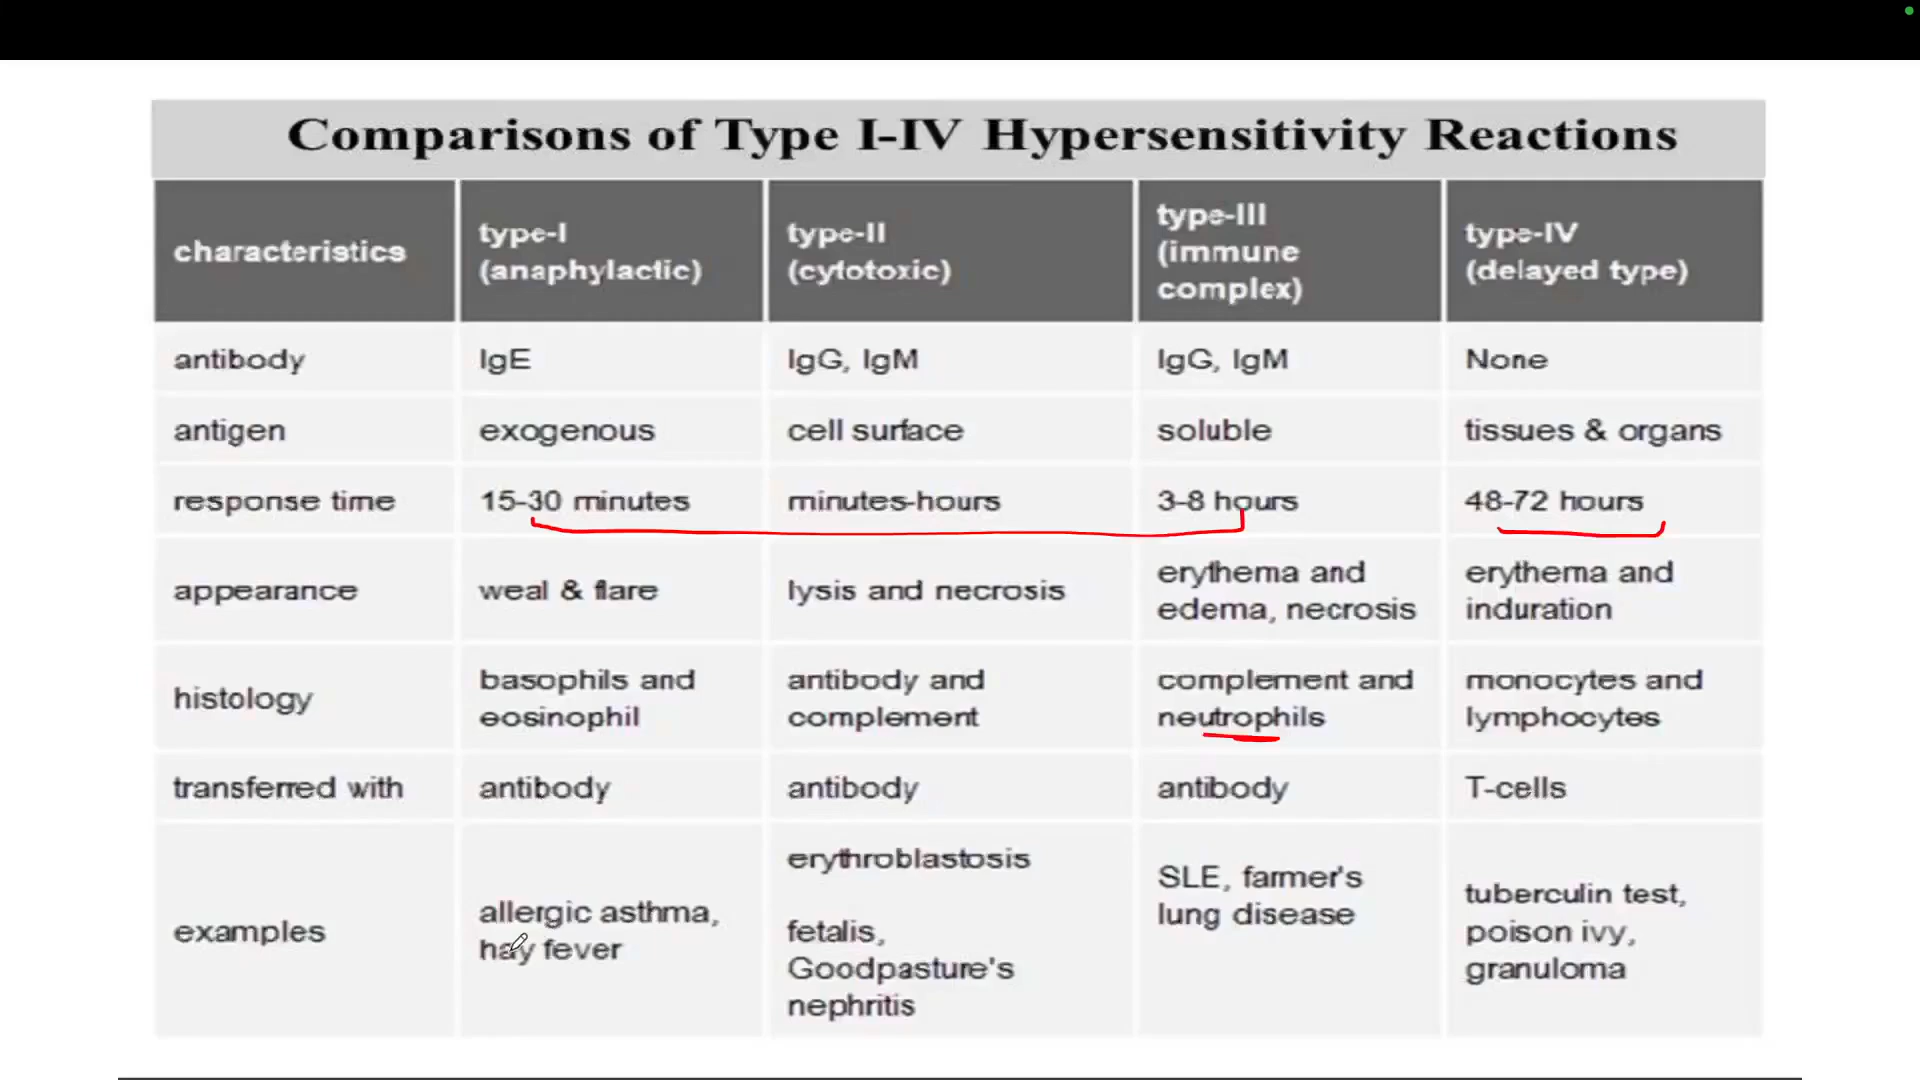 Comparisons of Type I-IV Hypersensitivity Reactions
characteristics
type-I
(anaphylactic)
type-II
(cytotoxic)
type-III
(immune
complex)
type-IV
(delayed type)
antibody
IgE
IgG, IgM
IgG, IgM
None
antigen
exogenous
cell surface
soluble
tissues & organs
response time
15-30 minutes
minutes-hours
3-8 hours
48-72 hours
appearance
weal & flare
lysis and necrosis
erythema and
edema, necrosis
erythema and
induration
histology
basophils and
eosinophil
antibody and
complement
complement and
neutrophils
monocytes and
lymphocytes
transferred with
antibody
antibody
antibody
T-cells
examples
allergic asthma,
hay fever
erythroblastosis
fetalis,
Goodpasture's
nephritis
SLE, farmer's
lung disease
tuberculin test,
poison ivy,
granuloma